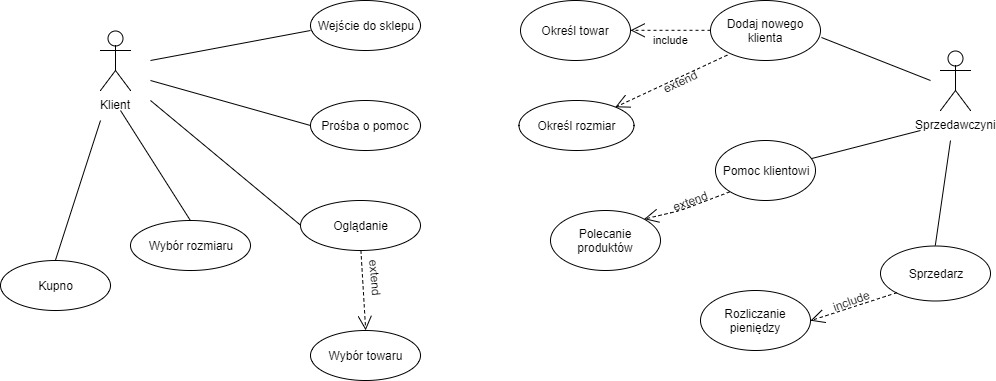 Wejście do sklepu
Klient
Prośba o pomoc
Oglądanie
Wybór rozmiaru
Kupno
extend
Wybór towaru
Określ towar
include
Dodaj nowego
klienta
extend
Określ rozmiar
Sprzedawczyni
Pomoc klientowi
extend
Polecanie
produktów
Sprzedarz
include
Rozliczanie
pieniędzy